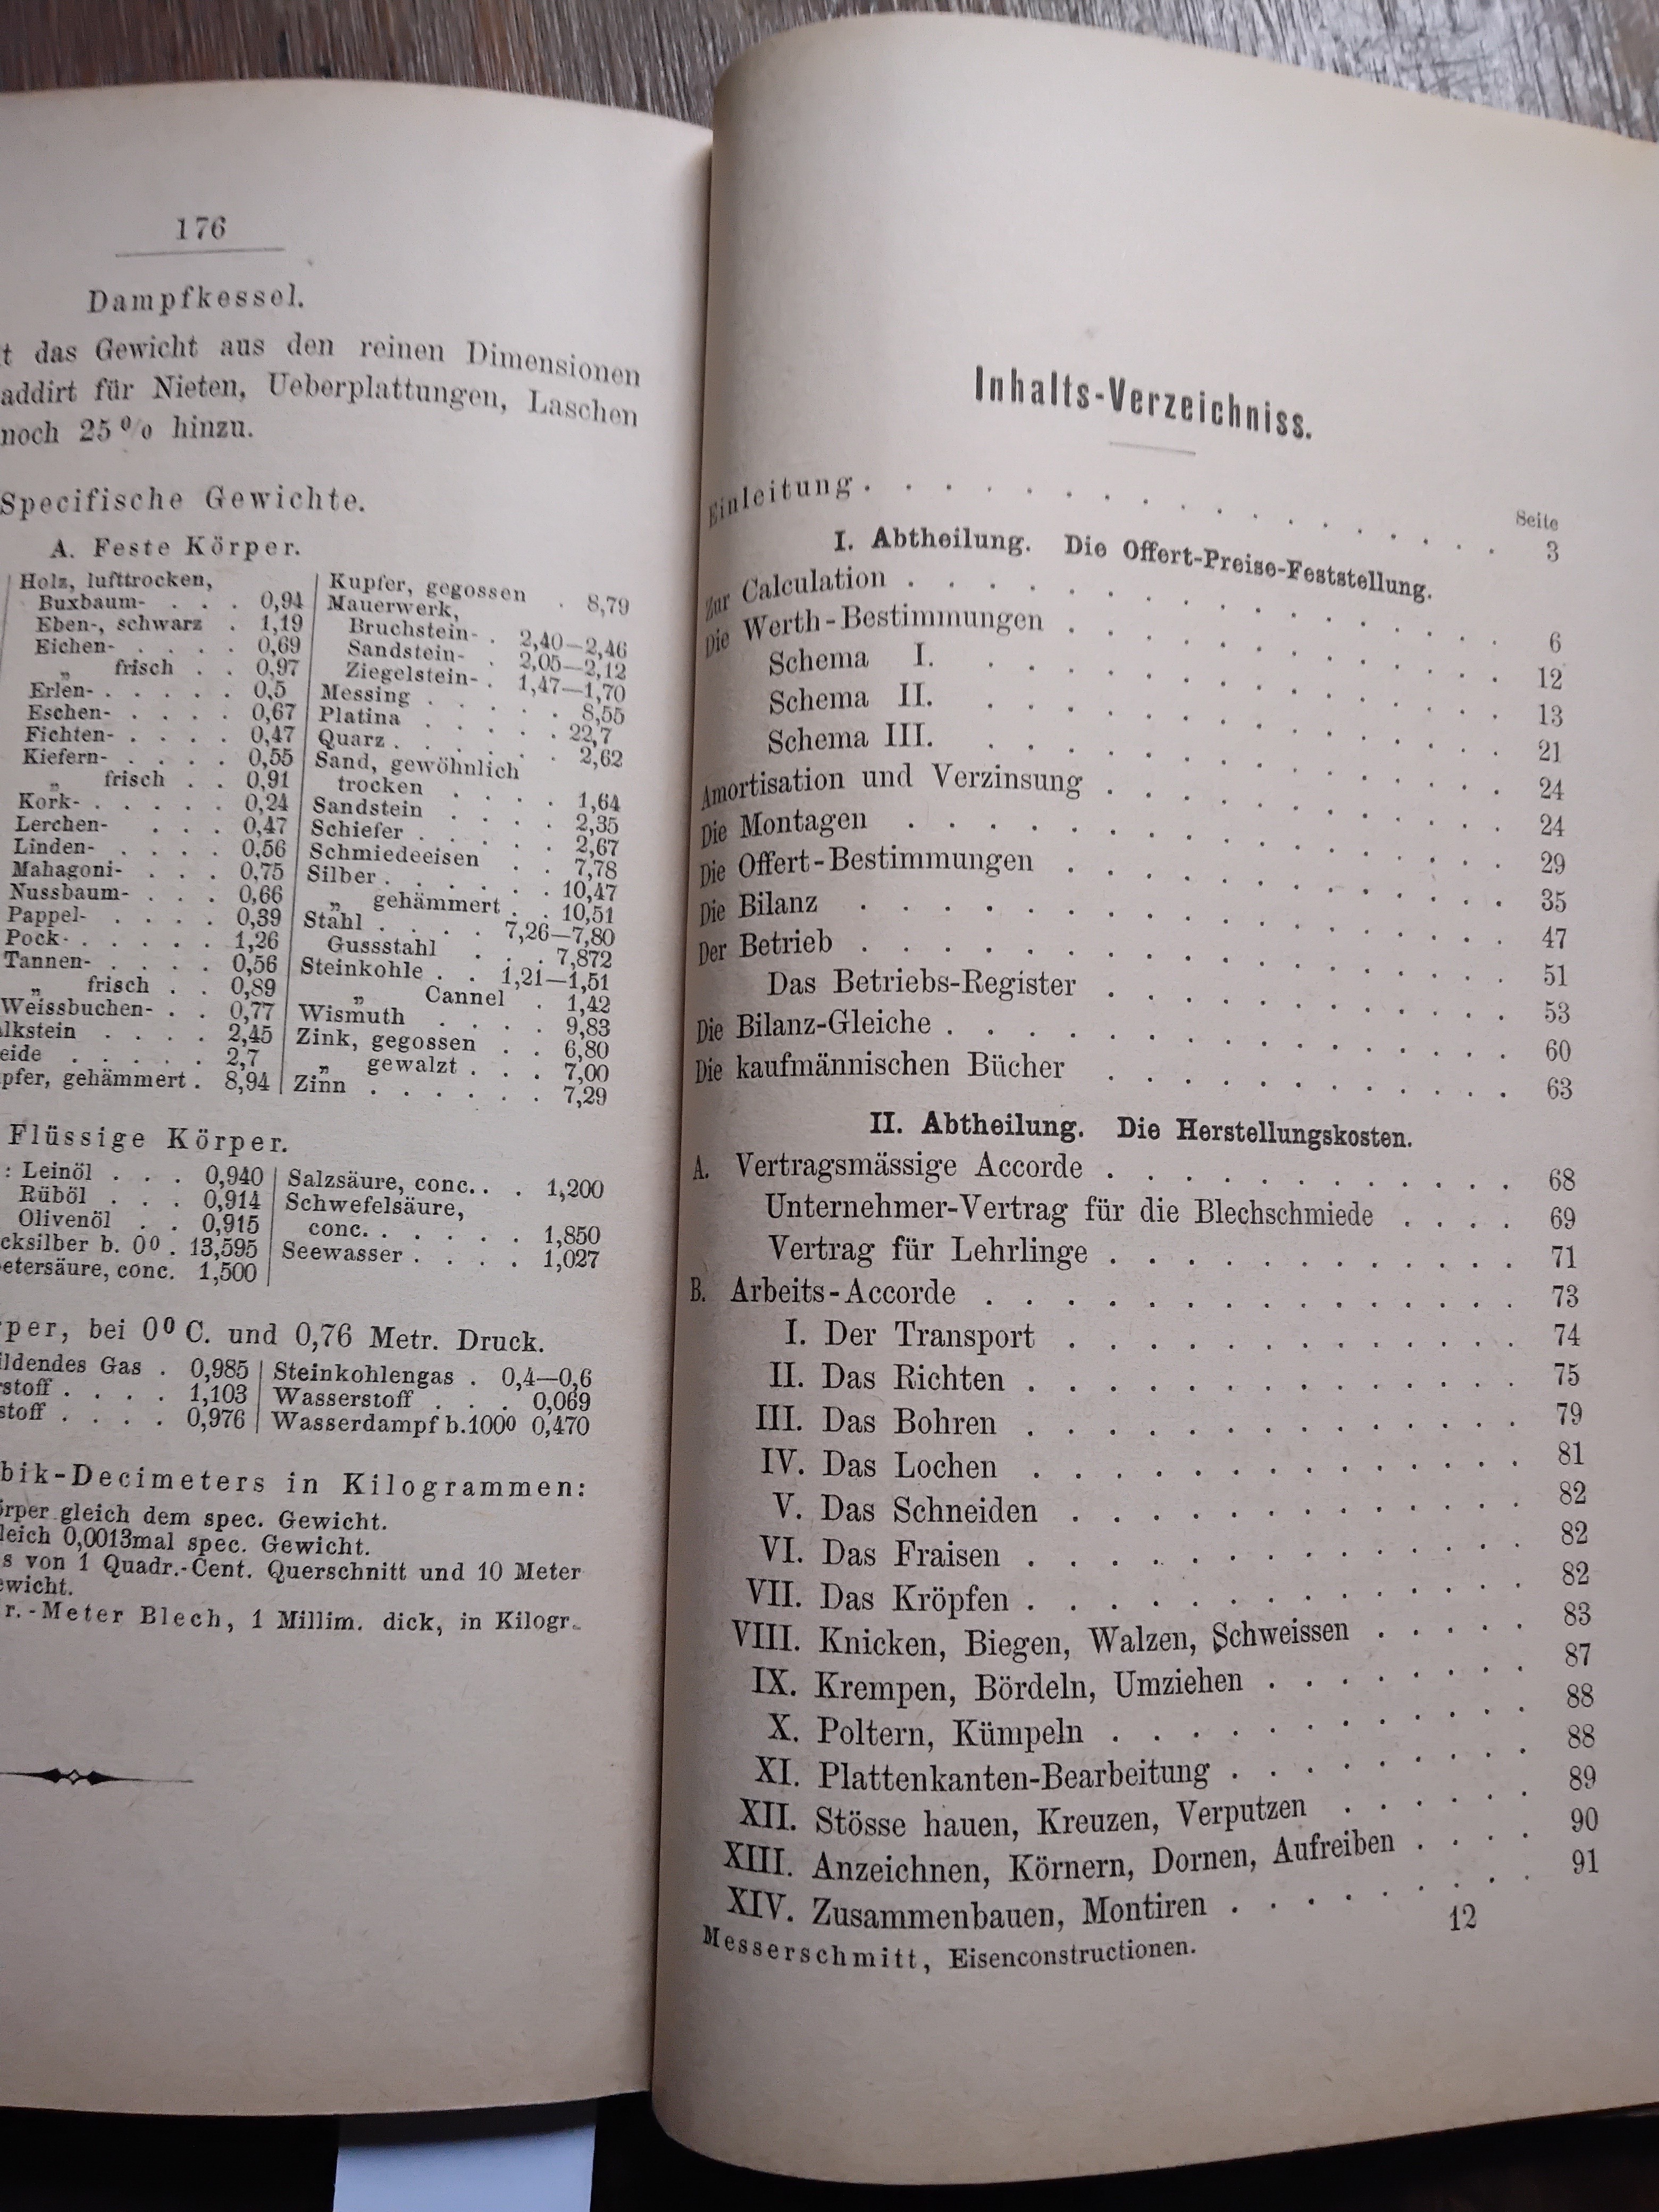 176
Dampfkessel.
t das Gewicht aus den reinen Dimensionen
addirt für Nieten, Ueberplattungen, Laschen
noch 25 % hinzu.
Specifische Gewichte.
A. Feste Körper.
Holz, lufttrocken,
Buxbaum- . . . 0,94
Eben-, schwarz . 1,19
Eichen- . . . . 0,69
„ frisch . . 0,97
Erlen- . . . . . 0,5
Eschen- . . . . 0,67
Fichten- . . . . 0,47
Kiefern- . . . . 0,55
„ frisch . . 0,91
Kork- . . . . . 0,24
Lerchen- . . . 0,47
Linden- . . . . 0,56
Mahagoni- . . . 0,75
Nussbaum- . . . 0,66
Pappel- . . . . 0,39
Pock- . . . . . 1,26
Tannen- . . . . 0,56
„ frisch . . 0,89
Weissbuchen- . . 0,77
lkstein . . . . 2,45
eide . . . . . 2,7
pfer, gehämmert . 8,94
Kupfer, gegossen . 8,79
Mauerwerk,
Bruchstein- . 2,40—2,46
Sandstein- . 2,05—2,12
Ziegelstein- . 1,47—1,70
Messing . . . . . 8,55
Platina . . . . . 22,7
Quarz . . . . . . 2,62
Sand, gewöhnlich
trocken . . . . 1,64
Sandstein . . . . 2,35
Schiefer . . . . . 2,67
Schmiedeeisen . . 7,78
Silber . . . . . . 10,47
„ gehämmert . . 10,51
Stahl . . . . 7,26—7,80
Gussstahl . . . 7,872
Steinkohle . . 1,21—1,51
„ Cannel . 1,42
Wismuth . . . . 9,83
Zink, gegossen . . 6,80
„ gewalzt . . . 7,00
Zinn . . . . . . 7,29
Flüssige Körper.
: Leinöl . . . 0,940
Rüböl . . . 0,914
Olivenöl . . 0,915
cksilber b. 0⁰ . 13,595
etersäure, conc. 1,500
Salzsäure, conc. . . 1,200
Schwefelsäure,
conc. . . . . . 1,850
Seewasser . . . . 1,027
rper, bei 0⁰ C. und 0,76 Metr. Druck.
ildendes Gas . 0,985
rstoff . . . . 1,103
stoff . . . . 0,976
Steinkohlengas . 0,4—0,6
Wasserstoff . . . 0,069
Wasserdampf b.100⁰ 0,470
bik-Decimeters in Kilogrammen:
örper gleich dem spec. Gewicht.
leich 0,0013mal spec. Gewicht.
s von 1 Quadr.-Cent. Querschnitt und 10 Meter
ewicht.
r.-Meter Blech, 1 Millim. dick, in Kilogr.
Inhalts-Verzeichniss.
Seite
Einleitung . . . . . . . . . . . . . . . . 3
I. Abtheilung. Die Offert-Preise-Feststellung.
Zur Calculation . . . . . . . . . . . . . . . 6
Die Werth-Bestimmungen . . . . . . . . . . . 12
Schema I. . . . . . . . . . . . . . 13
Schema II. . . . . . . . . . . . . . 21
Schema III. . . . . . . . . . . . . . 24
Amortisation und Verzinsung . . . . . . . . . . 24
Die Montagen . . . . . . . . . . . . . . . 29
Die Offert-Bestimmungen . . . . . . . . . . . 35
Die Bilanz . . . . . . . . . . . . . . . . 47
Der Betrieb . . . . . . . . . . . . . . . . 51
Das Betriebs-Register . . . . . . . . . . 53
Die Bilanz-Gleiche . . . . . . . . . . . . . . 60
Die kaufmännischen Bücher . . . . . . . . . . 63
II. Abtheilung. Die Herstellungskosten.
A. Vertragsmässige Accorde . . . . . . . . . . 68
Unternehmer-Vertrag für die Blechschmiede . . . . 69
Vertrag für Lehrlinge . . . . . . . . . . 71
B. Arbeits-Accorde . . . . . . . . . . . . . 73
I. Der Transport . . . . . . . . . . . 74
II. Das Richten . . . . . . . . . . . . 75
III. Das Bohren . . . . . . . . . . . . 79
IV. Das Lochen . . . . . . . . . . . . 81
V. Das Schneiden . . . . . . . . . . . 82
VI. Das Fraisen . . . . . . . . . . . . 82
VII. Das Kröpfen . . . . . . . . . . . . 82
VIII. Knicken, Biegen, Walzen, Schweissen . . . . . 83
IX. Krempen, Bördeln, Umziehen . . . . . . . 87
X. Poltern, Kümpeln . . . . . . . . . . 88
XI. Plattenkanten-Bearbeitung . . . . . . . . 88
XII. Stösse hauen, Kreuzen, Verputzen . . . . . . 89
XIII. Anzeichnen, Körnern, Dornen, Aufreiben . . . . 90
XIV. Zusammenbauen, Montiren . . . . . . . . 91
Messerschmitt, Eisenconstructionen. 12